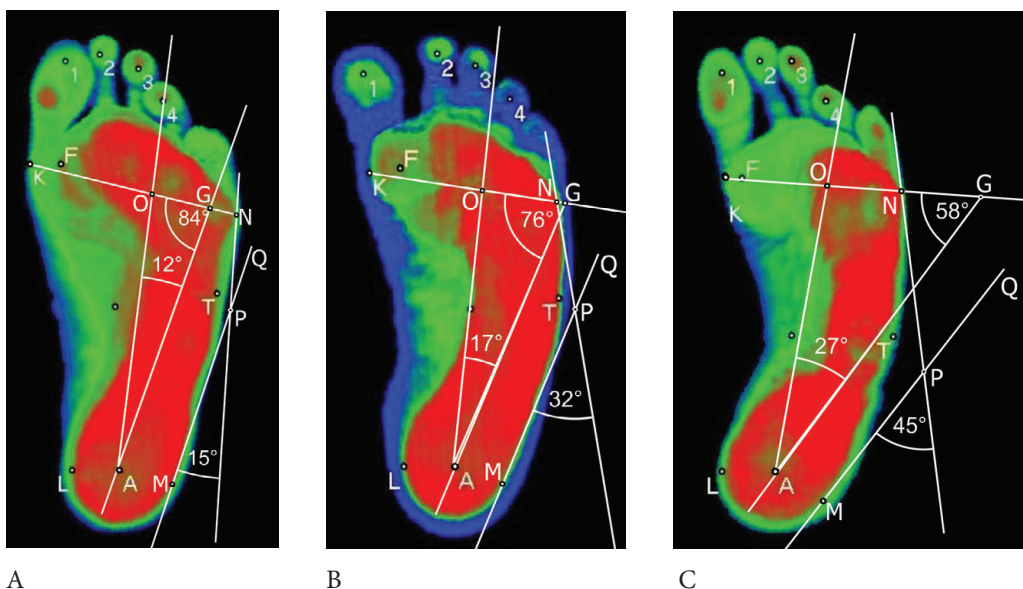 1 2 3 4
K F O G N
84°
12°
Q
T P
15°
L A M
A
1 2 3 4
K F O N G
76°
Q
T P
17°
32°
L A M
B
1 2 3 4
F O N G
K
58°
Q
27° T
P
45°
L A M
C